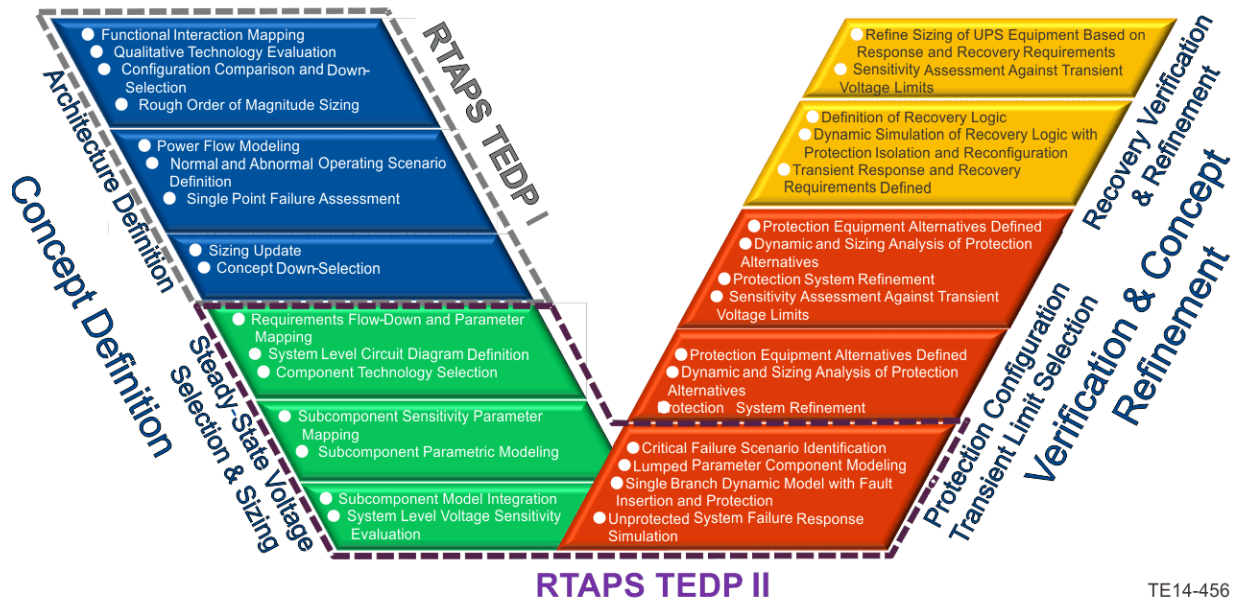 Functional Interaction Mapping
Qualitative Technology Evaluation
Configuration Comparison and Down-
Selection
Rough Order of Magnitude Sizing
Power Flow Modeling
Normal and Abnormal Operating Scenario
Definition
Single Point Failure Assessment
Sizing Update
Concept Down-Selection
Requirements Flow-Down and Parameter
Mapping
System Level Circuit Diagram Definition
Component Technology Selection
Subcomponent Sensitivity Parameter
Mapping
Subcomponent Parametric Modeling
Subcomponent Model Integration
System Level Voltage Sensitivity
Evaluation
Architecture Definition
Concept Definition
Steady-State Voltage
Selection & Sizing
RTAPS TEDP I
Refine Sizing of UPS Equipment Based on
Response and Recovery Requirements
Sensitivity Assessment Against Transient
Voltage Limits
Definition of Recovery Logic
Dynamic Simulation of Recovery Logic with
Protection Isolation and Reconfiguration
Transient Response and Recovery
Requirements Defined
Protection Equipment Alternatives Defined
Dynamic and Sizing Analysis of Protection
Alternatives
Protection System Refinement
Sensitivity Assessment Against Transient
Voltage Limits
Protection Equipment Alternatives Defined
Dynamic and Sizing Analysis of Protection
Alternatives
Protection System Refinement
Critical Failure Scenario Identification
Lumped Parameter Component Modeling
Single Branch Dynamic Model with Fault
Insertion and Protection
Unprotected System Failure Response
Simulation
Recovery Verification
& Refinement
Protection Configuration
Transient Limit Selection
Verification & Concept
Refinement
RTAPS TEDP II
TE14-456